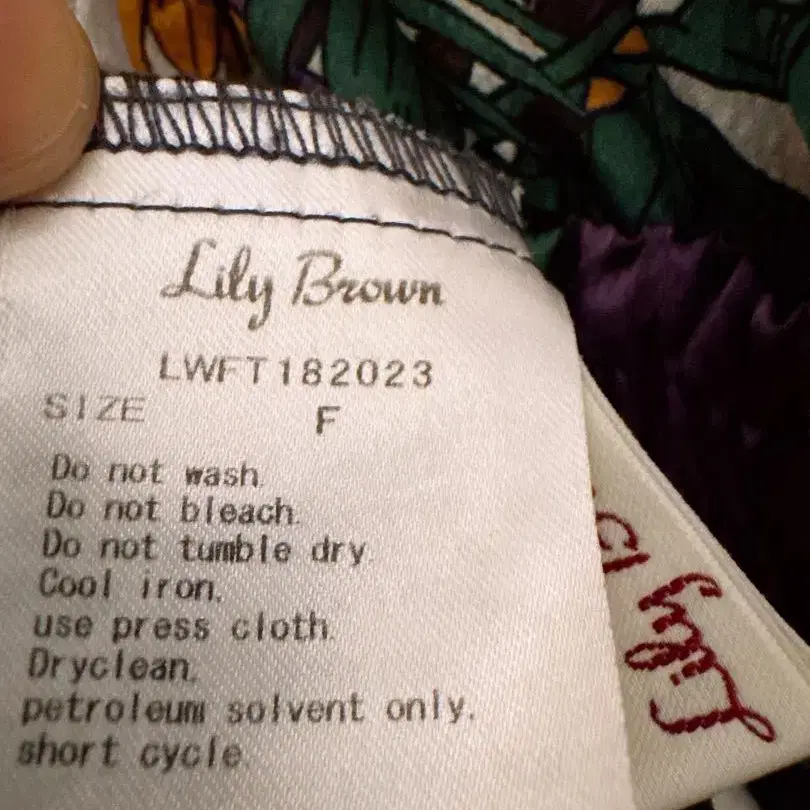 Lily Brown
LWFT182023
SIZE F
Do not wash.
Do not bleach.
Do not tumble dry.
Cool iron.
use press cloth.
Dryclean.
petroleum solvent only.
short cycle.
Lily